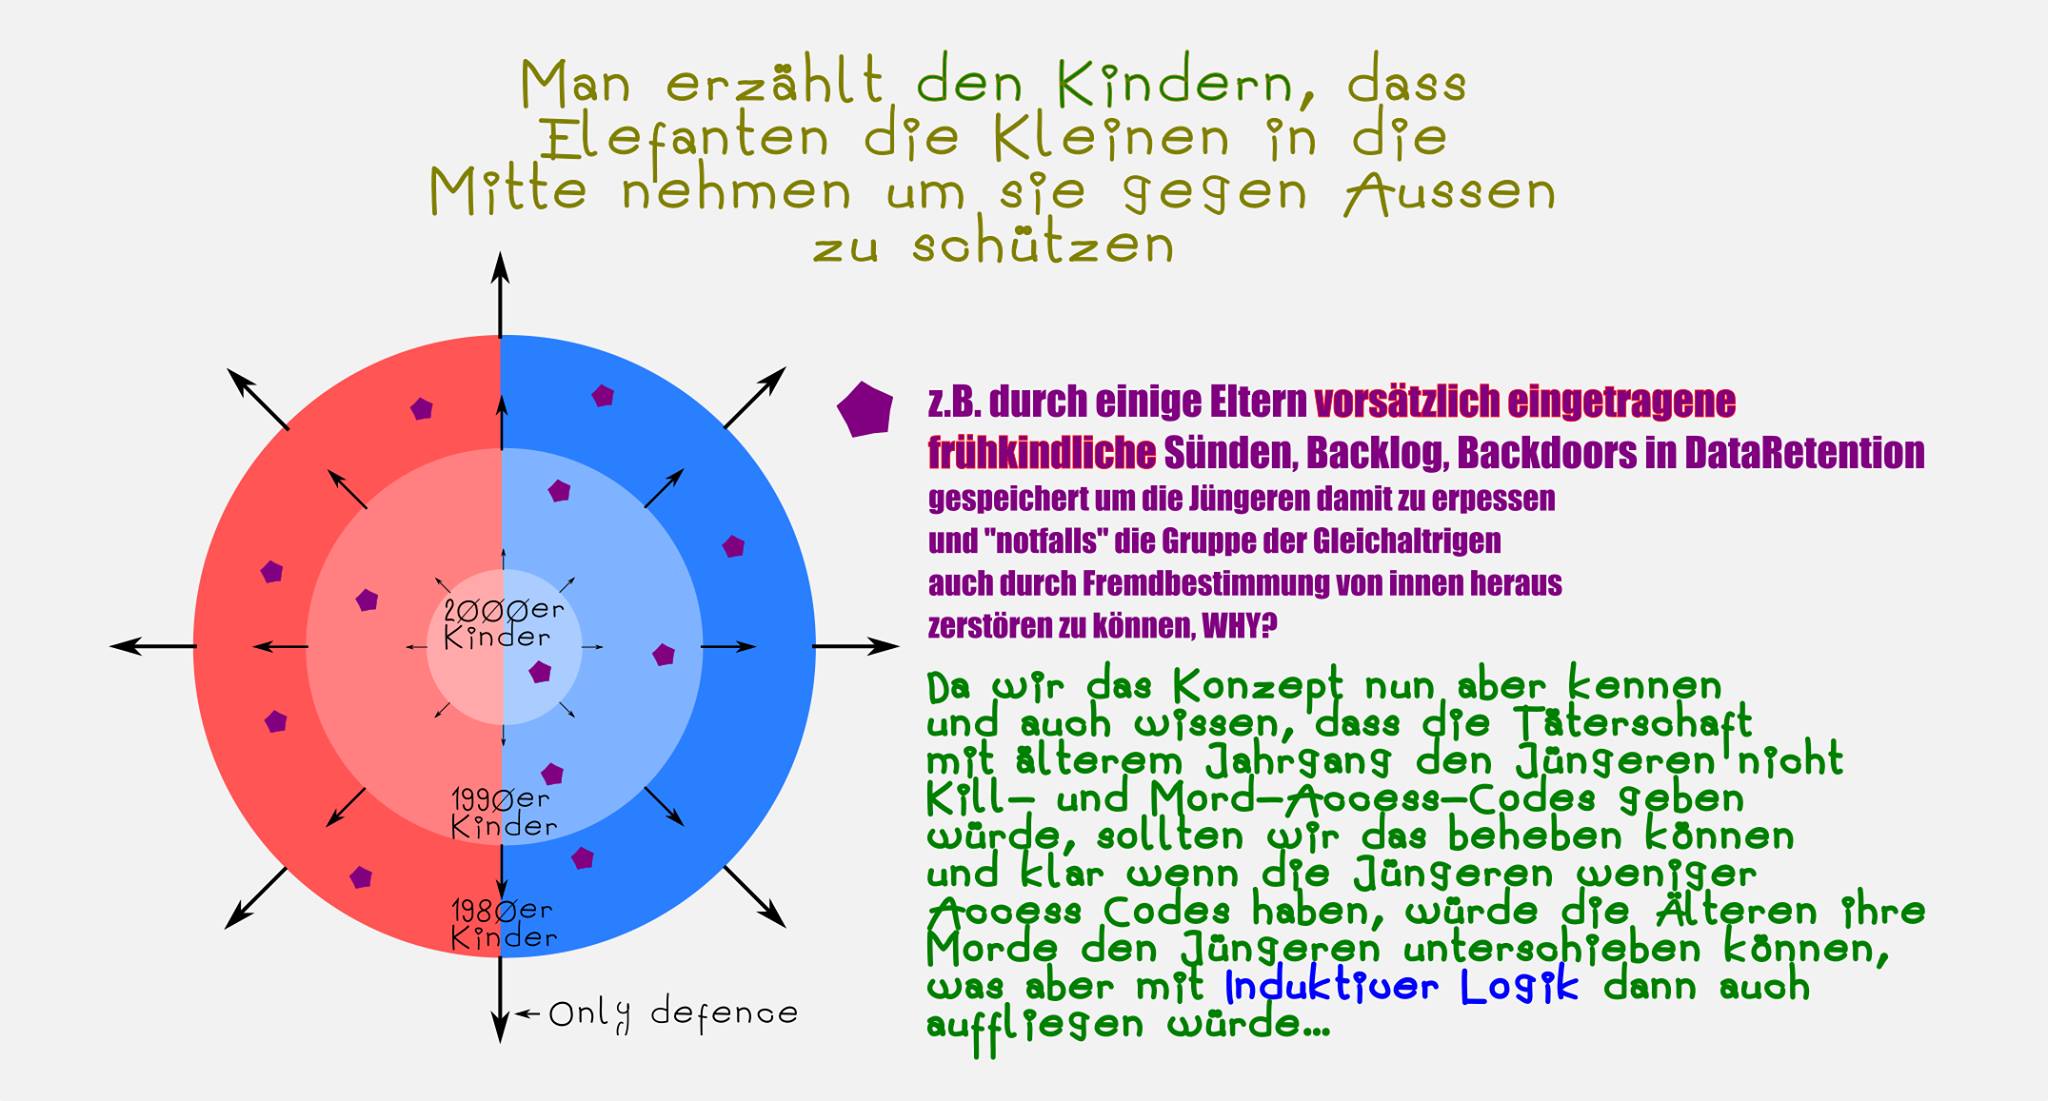 Man erzählt den Kindern, dass
Elefanten die Kleinen in die
Mitte nehmen um sie gegen Aussen
zu schützen
z.B. durch einige Eltern vorsätzlich eingetragene
frühkindliche Sünden, Backlog, Backdoors in DataRetention
gespeichert um die Jüngeren damit zu erpessen
und "notfalls" die Gruppe der Gleichaltrigen
auch durch Fremdbestimmung von innen heraus
zerstören zu können, WHY?
2000er
Kinder
1990er
Kinder
1980er
Kinder
Only defence
Da wir das Konzept nun aber kennen
und auch wissen, dass die Täterschaft
mit älterem Jahrgang den Jüngeren nicht
Kill- und Mord-Access-Codes geben
würde, sollten wir das beheben können
und klar wenn die Jüngeren weniger
Access Codes haben, würde die Älteren ihre
Morde den Jüngeren unterschieben können,
was aber mit Induktiver Logik dann auch
auffliegen würde...